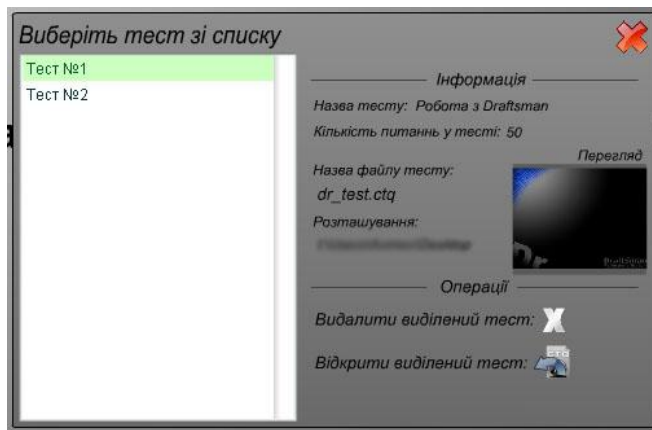 Виберіть тест зі списку
Тест №1
Тест №2
Інформація
Назва тесту: Робота з Draftsman
Кількість питаннь у тесті: 50
Перегляд
Назва файлу тесту:
dr_test.ctq
Розташування:
Операції
Видалити виділений тест:
Відкрити виділений тест: